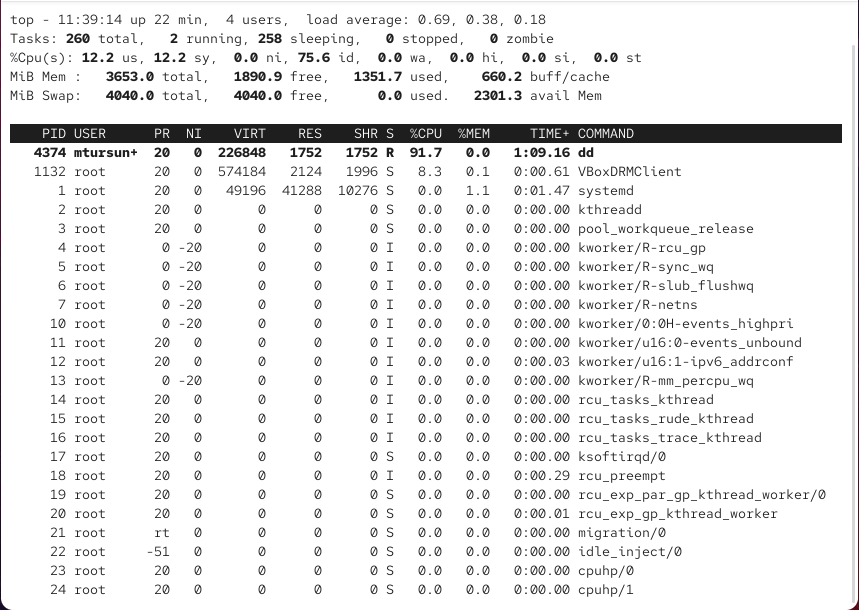 top - 11:39:14 up 22 min,  4 users,  load average: 0.69, 0.38, 0.18
Tasks: 260 total,   2 running, 258 sleeping,   0 stopped,   0 zombie
%Cpu(s): 12.2 us, 12.2 sy,  0.0 ni, 75.6 id,  0.0 wa,  0.0 hi,  0.0 si,  0.0 st
MiB Mem :   3653.0 total,   1890.9 free,   1351.7 used,    660.2 buff/cache
MiB Swap:   4040.0 total,   4040.0 free,      0.0 used.   2301.3 avail Mem
PID USER      PR  NI    VIRT    RES    SHR S  %CPU  %MEM     TIME+ COMMAND
4374 mtursun+  20   0  226848   1752   1752 R  91.7   0.0   1:09.16 dd
1132 root      20   0  574184   2124   1996 S   8.3   0.1   0:00.61 VBoxDRMClient
1 root      20   0   49196  41288  10276 S   0.0   1.1   0:01.47 systemd
2 root      20   0       0      0      0 S   0.0   0.0   0:00.00 kthreadd
3 root      20   0       0      0      0 S   0.0   0.0   0:00.00 pool_workqueue_release
4 root       0 -20       0      0      0 I   0.0   0.0   0:00.00 kworker/R-rcu_gp
5 root       0 -20       0      0      0 I   0.0   0.0   0:00.00 kworker/R-sync_wq
6 root       0 -20       0      0      0 I   0.0   0.0   0:00.00 kworker/R-slub_flushwq
7 root       0 -20       0      0      0 I   0.0   0.0   0:00.00 kworker/R-netns
10 root       0 -20       0      0      0 I   0.0   0.0   0:00.00 kworker/0:0H-events_highpri
11 root      20   0       0      0      0 I   0.0   0.0   0:00.00 kworker/u16:0-events_unbound
12 root      20   0       0      0      0 I   0.0   0.0   0:00.03 kworker/u16:1-ipv6_addrconf
13 root       0 -20       0      0      0 I   0.0   0.0   0:00.00 kworker/R-mm_percpu_wq
14 root      20   0       0      0      0 I   0.0   0.0   0:00.00 rcu_tasks_kthread
15 root      20   0       0      0      0 I   0.0   0.0   0:00.00 rcu_tasks_rude_kthread
16 root      20   0       0      0      0 I   0.0   0.0   0:00.00 rcu_tasks_trace_kthread
17 root      20   0       0      0      0 S   0.0   0.0   0:00.00 ksoftirqd/0
18 root      20   0       0      0      0 I   0.0   0.0   0:00.29 rcu_preempt
19 root      20   0       0      0      0 S   0.0   0.0   0:00.00 rcu_exp_par_gp_kthread_worker/0
20 root      20   0       0      0      0 S   0.0   0.0   0:00.01 rcu_exp_gp_kthread_worker
21 root      rt   0       0      0      0 S   0.0   0.0   0:00.00 migration/0
22 root     -51   0       0      0      0 S   0.0   0.0   0:00.00 idle_inject/0
23 root      20   0       0      0      0 S   0.0   0.0   0:00.00 cpuhp/0
24 root      20   0       0      0      0 S   0.0   0.0   0:00.00 cpuhp/1